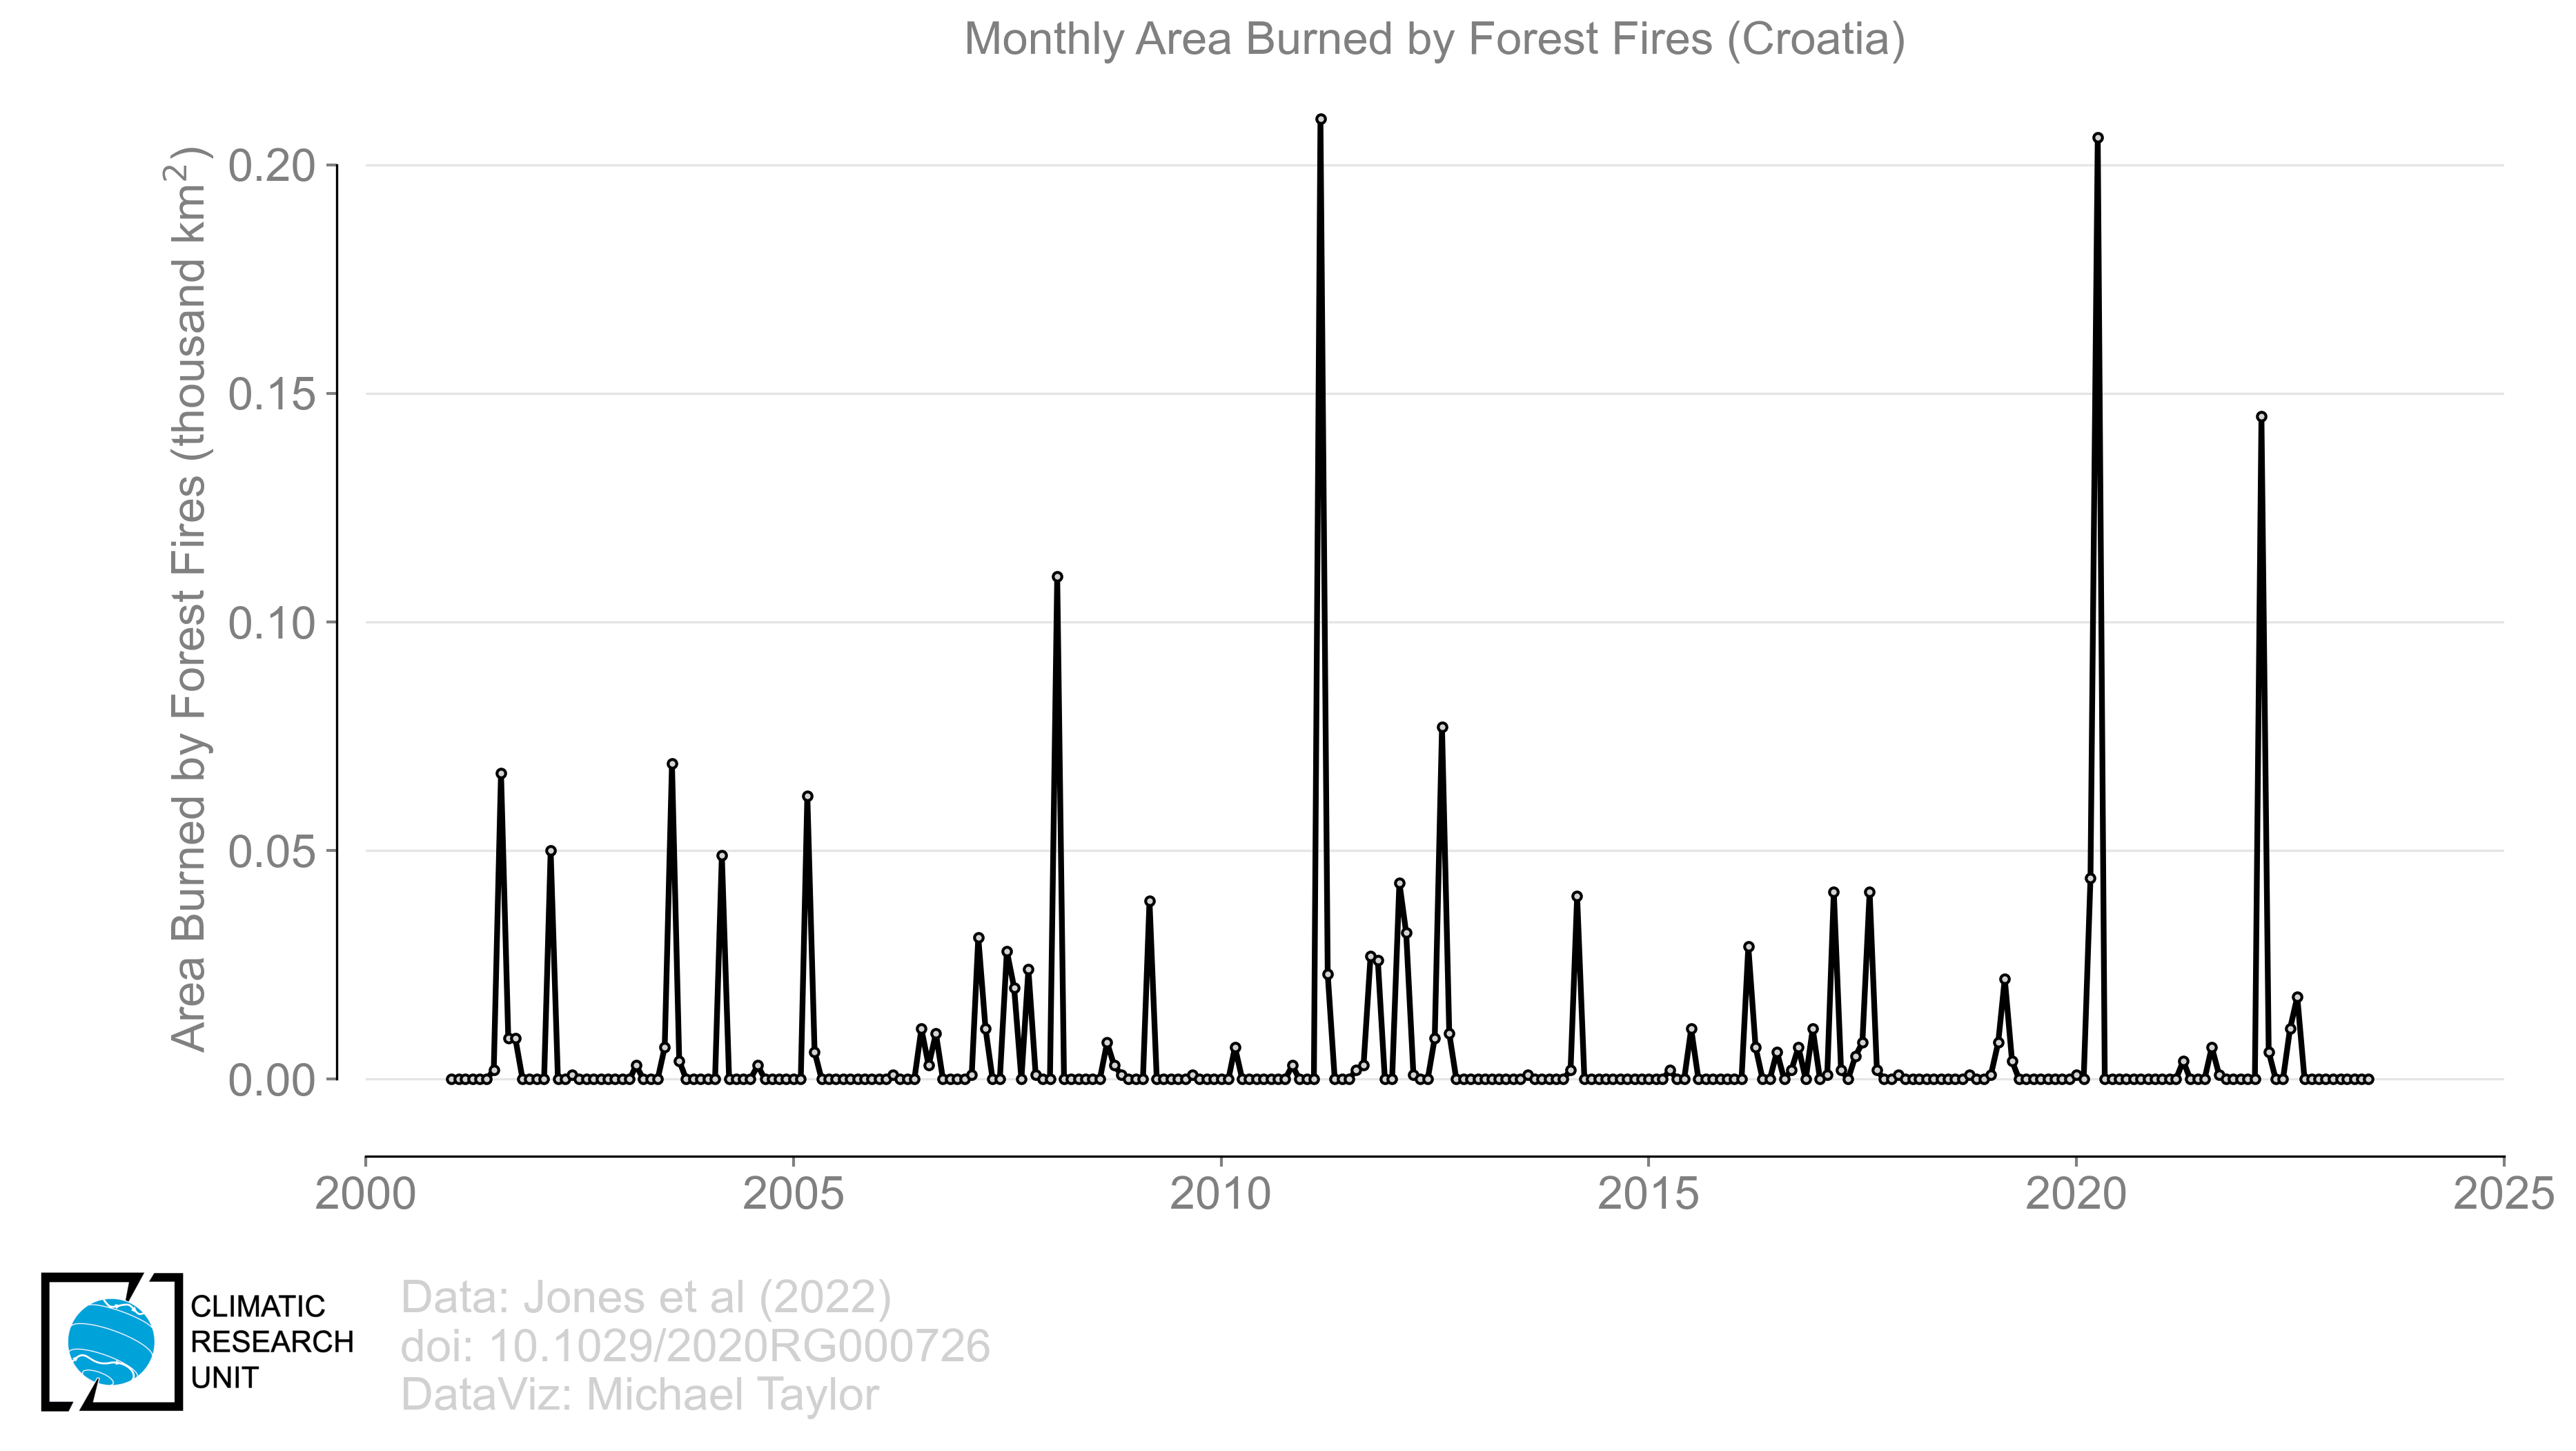 Monthly Area Burned by Forest Fires (Croatia)
Area Burned by Forest Fires (thousand km²)
0.20
0.15
0.10
0.05
0.00
2000
2005
2010
2015
2020
2025
CLIMATIC
RESEARCH
UNIT
Data: Jones et al (2022)
doi: 10.1029/2020RG000726
DataViz: Michael Taylor